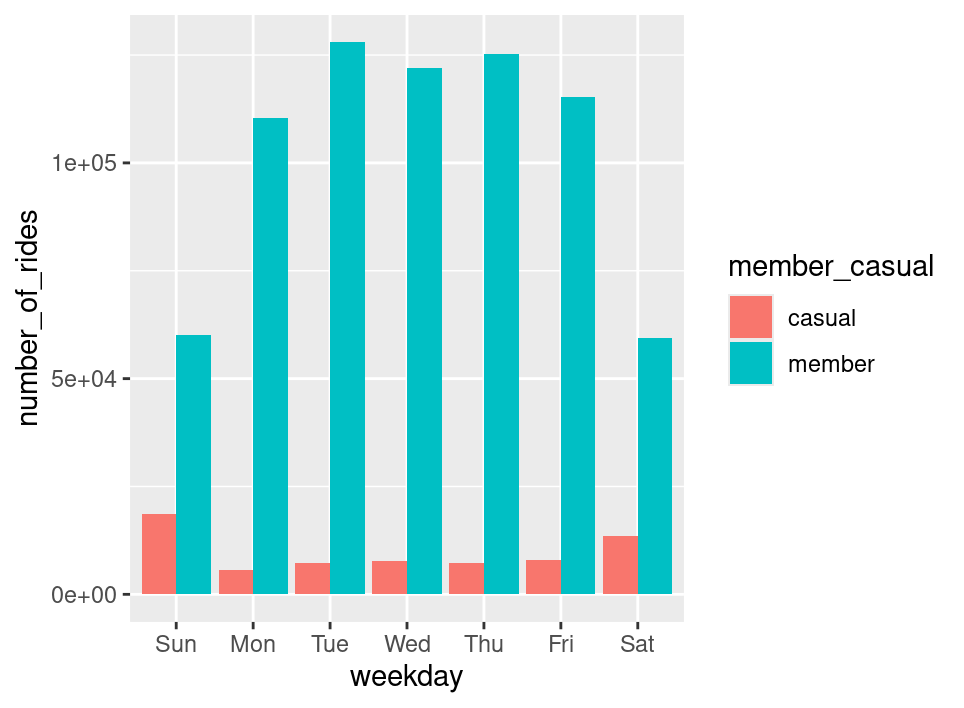 number_of_rides
1e+05
5e+04
0e+00
Sun Mon Tue Wed Thu Fri Sat
weekday
member_casual
casual
member